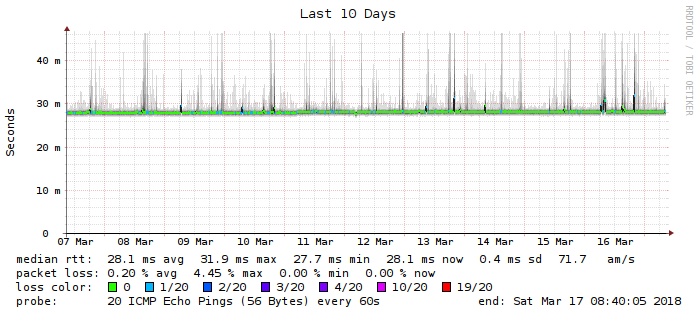 Last 10 Days
RRDTOOL / TOBI OETIKER
Seconds
40 m
30 m
20 m
10 m
0
07 Mar 08 Mar 09 Mar 10 Mar 11 Mar 12 Mar 13 Mar 14 Mar 15 Mar 16 Mar
median rtt: 28.1 ms avg 31.9 ms max 27.7 ms min 28.1 ms now 0.4 ms sd 71.7 am/s
packet loss: 0.20 % avg 4.45 % max 0.00 % min 0.00 % now
loss color: 0 1/20 2/20 3/20 4/20 10/20 19/20
probe: 20 ICMP Echo Pings (56 Bytes) every 60s end: Sat Mar 17 08:40:05 2018